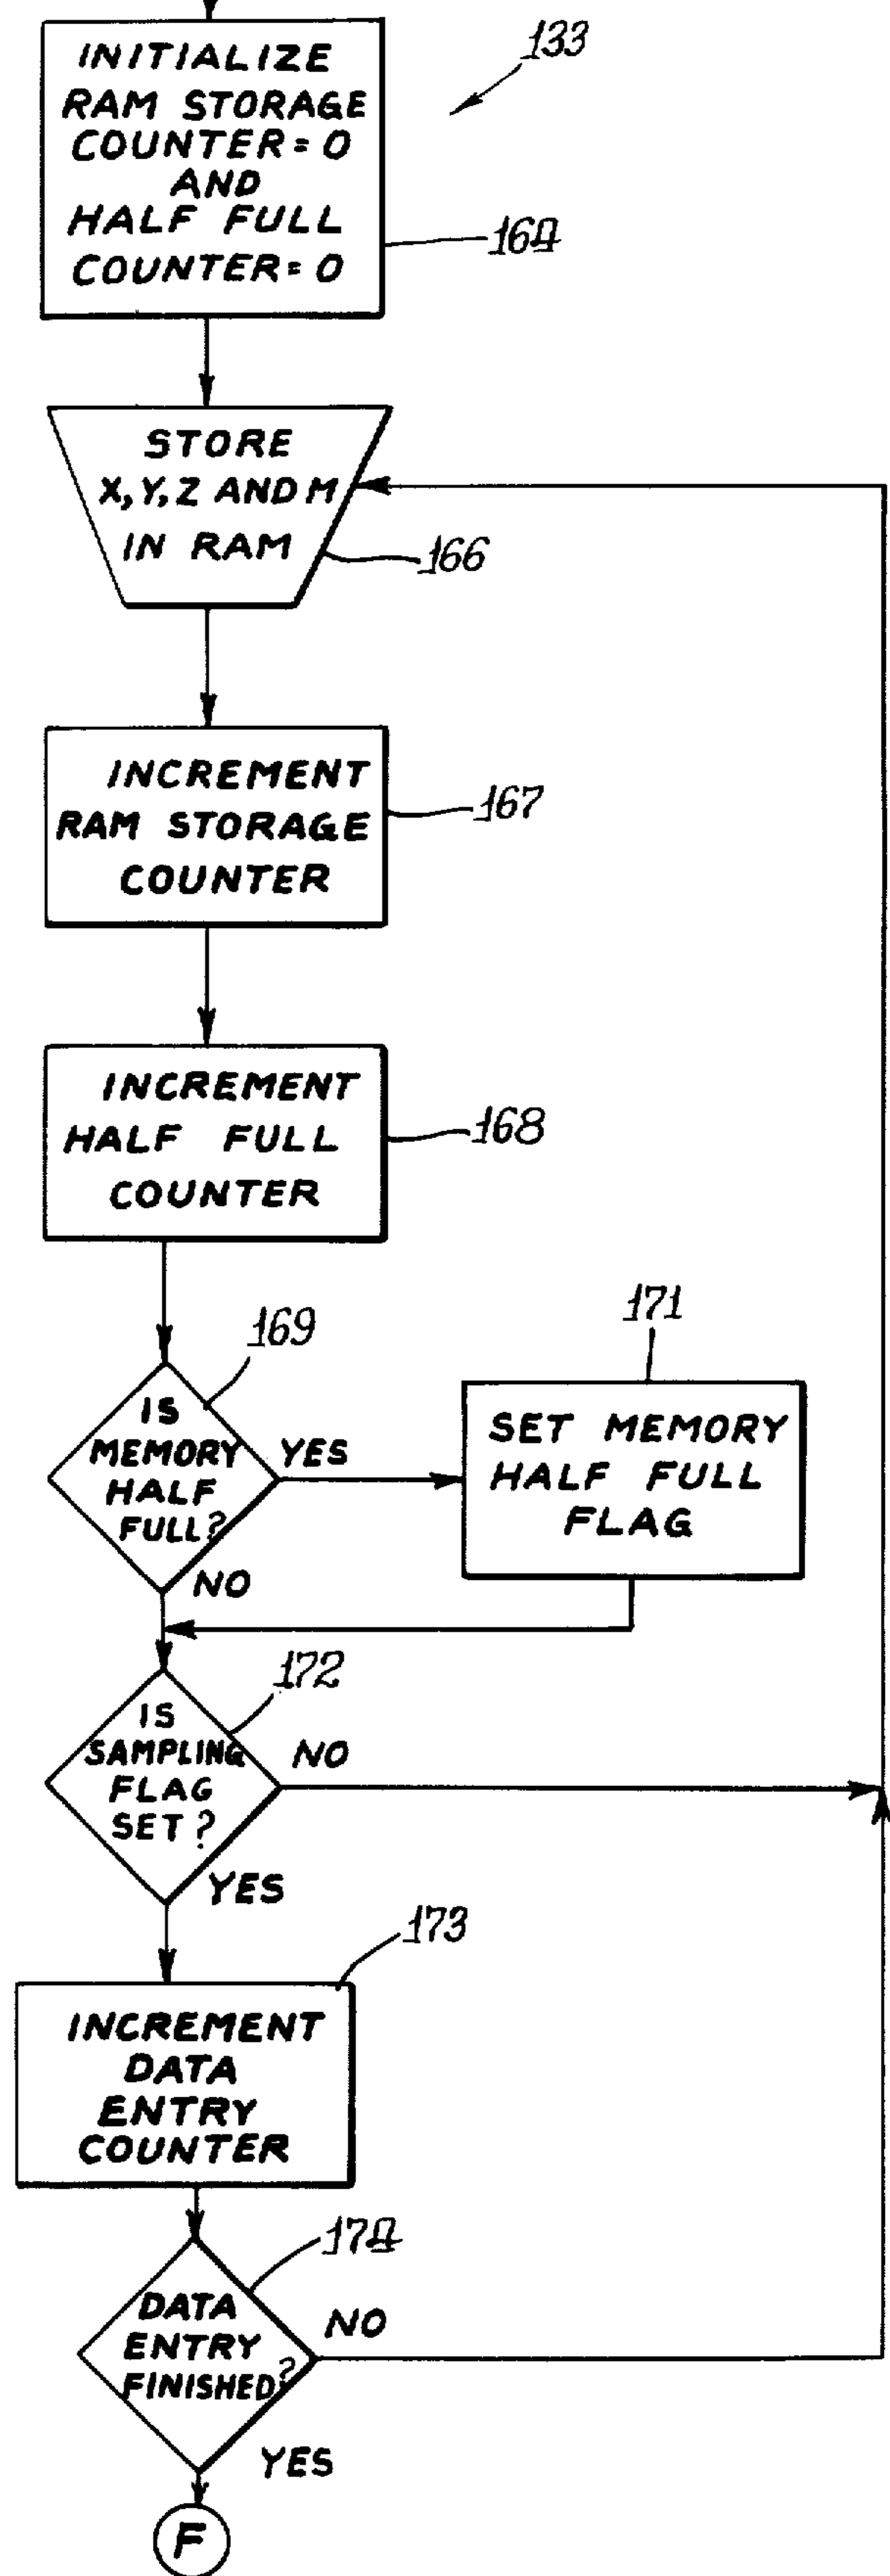 133
INITIALIZE
RAM STORAGE
COUNTER = 0
AND
HALF FULL
COUNTER = 0
164
STORE
X, Y, Z AND M
IN RAM
166
INCREMENT
RAM STORAGE
COUNTER
167
INCREMENT
HALF FULL
COUNTER
168
169
IS
MEMORY
HALF
FULL?
YES
NO
171
SET MEMORY
HALF FULL
FLAG
172
IS
SAMPLING
FLAG
SET?
NO
YES
173
INCREMENT
DATA
ENTRY
COUNTER
174
DATA
ENTRY
FINISHED?
NO
YES
F